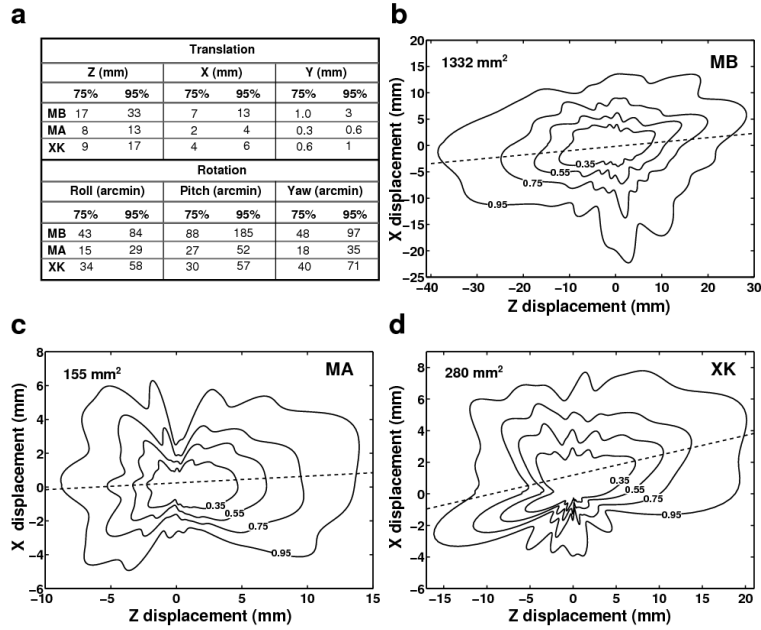 a
Translation
Z (mm) X (mm) Y (mm)
75% 95% 75% 95% 75% 95%
MB 17 33 7 13 1.0 3
MA 8 13 2 4 0.3 0.6
XK 9 17 4 6 0.6 1
Rotation
Roll (arcmin) Pitch (arcmin) Yaw (arcmin)
75% 95% 75% 95% 75% 95%
MB 43 84 88 185 48 97
MA 15 29 27 52 18 35
XK 34 58 30 57 40 71
b
1332 mm²
MB
X displacement (mm)
20
15
10
5
0
−5
−10
−15
−20
−25
0.35
0.55
0.75
0.95
−40 −30 −20 −10 0 10 20 30
Z displacement (mm)
c
155 mm²
MA
X displacement (mm)
8
6
4
2
0
−2
−4
−6
0.35
0.55
0.75
0.95
−10 −5 0 5 10 15
Z displacement (mm)
d
280 mm²
XK
X displacement (mm)
8
6
4
2
0
−2
−4
−6
0.35
0.55
0.75
0.95
−15 −10 −5 0 5 10 15 20
Z displacement (mm)